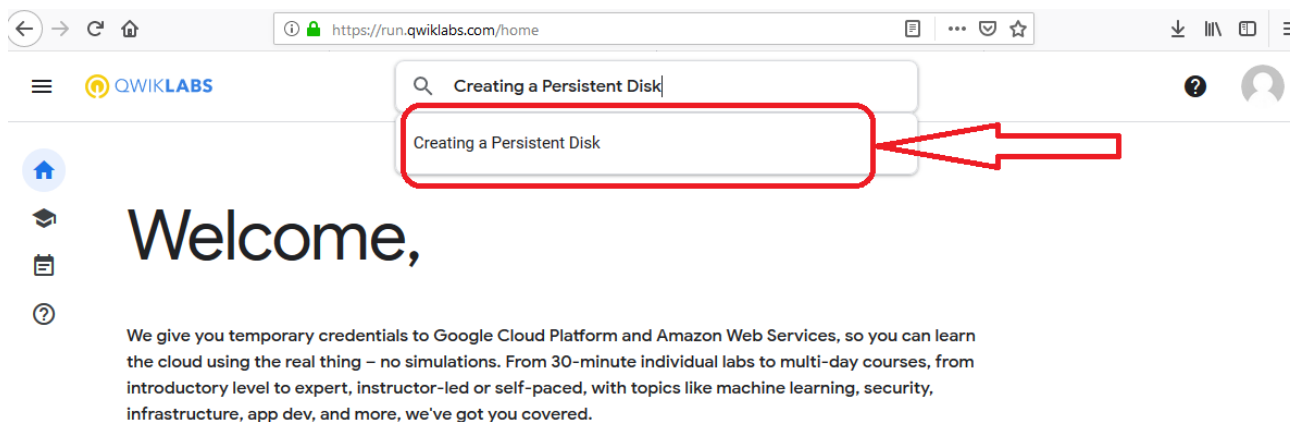 https://run.qwiklabs.com/home
QWIKLABS
Creating a Persistent Disk
Creating a Persistent Disk
Welcome,
We give you temporary credentials to Google Cloud Platform and Amazon Web Services, so you can learn
the cloud using the real thing – no simulations. From 30-minute individual labs to multi-day courses, from
introductory level to expert, instructor-led or self-paced, with topics like machine learning, security,
infrastructure, app dev, and more, we've got you covered.